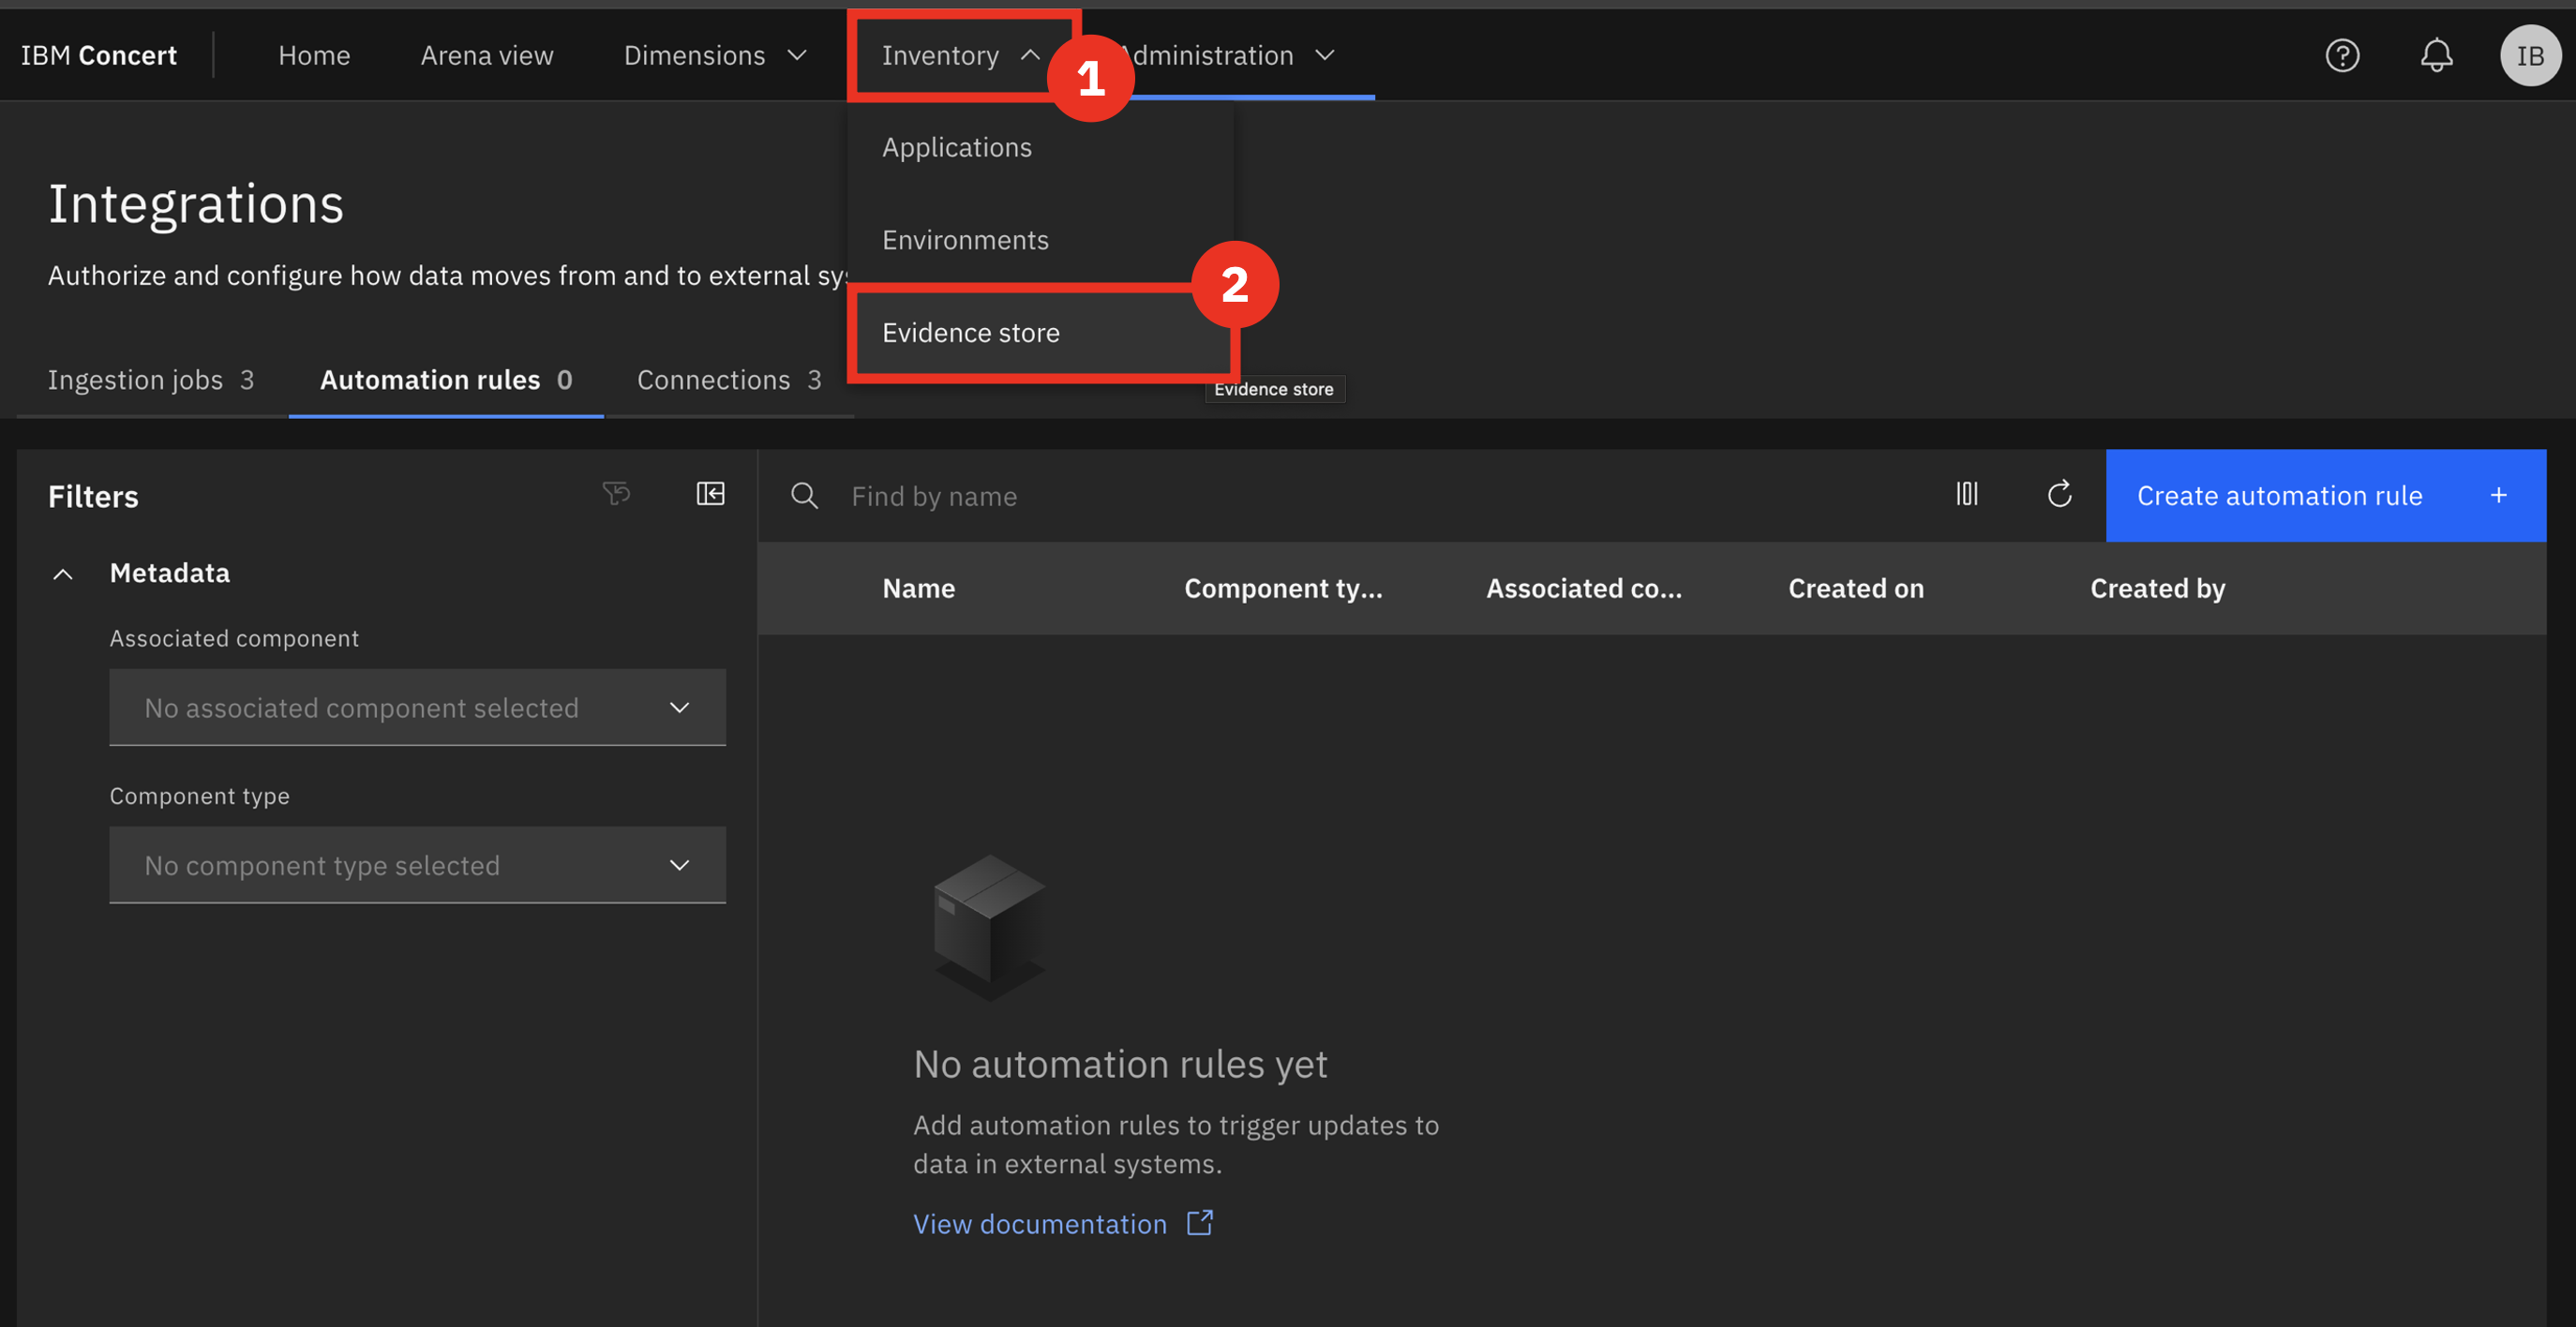 IBM Concert Home Arena view Dimensions Inventory 1 dministration ? IB
Applications
Integrations
Environments
Authorize and configure how data moves from and to external sys
2
Evidence store
Ingestion jobs 3 Automation rules 0 Connections 3
Evidence store
Filters
Find by name
Create automation rule +
Metadata
Name Component ty... Associated co... Created on Created by
Associated component
No associated component selected
Component type
No component type selected
No automation rules yet
Add automation rules to trigger updates to
data in external systems.
View documentation